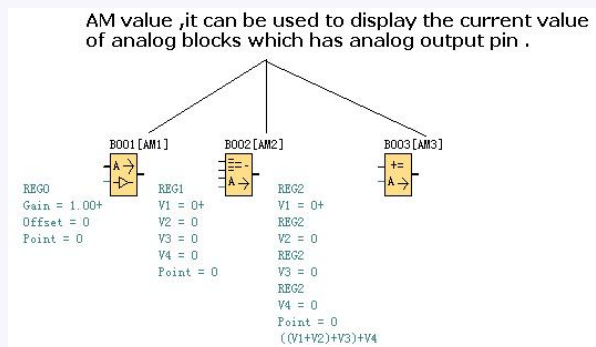 AM value ,it can be used to display the current value
of analog blocks which has analog output pin .
B001[AM1]
B002[AM2]
B003[AM3]
A→
A→
+=
A→
REG0
Gain = 1.00+
Offset = 0
Point = 0
REG1
V1 = 0+
V2 = 0
V3 = 0
V4 = 0
Point = 0
REG2
V1 = 0+
REG2
V2 = 0
REG2
V3 = 0
REG2
V4 = 0
Point = 0
((V1+V2)+V3)+V4